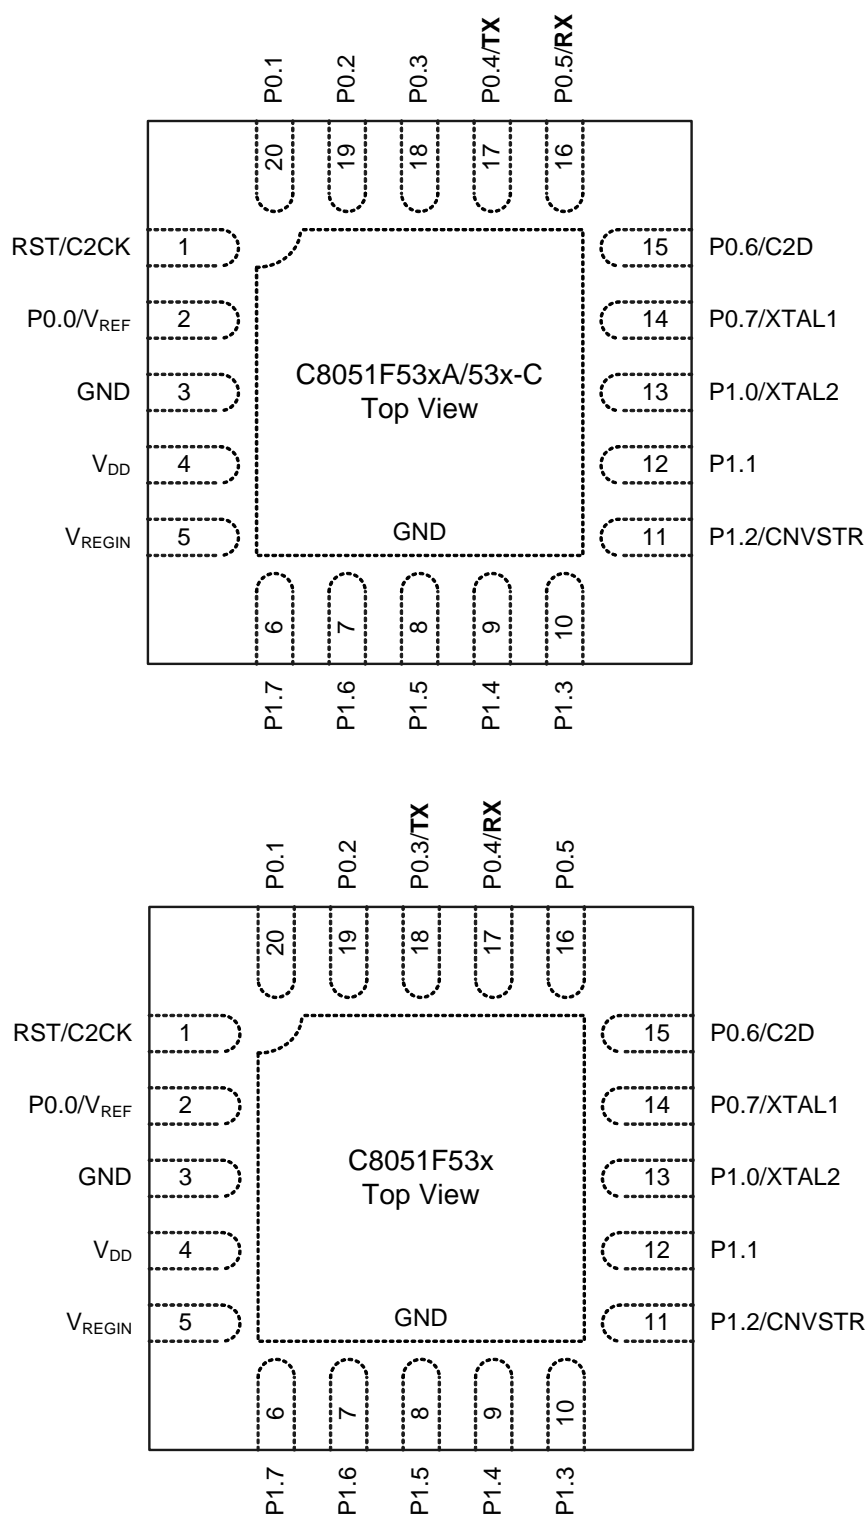 P0.1
P0.2
P0.3
P0.4/TX
P0.5/RX
20
19
18
17
16
RST/C2CK 1
15 P0.6/C2D
P0.0/VREF 2
14 P0.7/XTAL1
GND 3
13 P1.0/XTAL2
C8051F53xA/53x-C
Top View
VDD 4
12 P1.1
VREGIN 5
11 P1.2/CNVSTR
GND
6
7
8
9
10
P1.7
P1.6
P1.5
P1.4
P1.3
P0.1
P0.2
P0.3/TX
P0.4/RX
P0.5
20
19
18
17
16
RST/C2CK 1
15 P0.6/C2D
P0.0/VREF 2
14 P0.7/XTAL1
GND 3
13 P1.0/XTAL2
C8051F53x
Top View
VDD 4
12 P1.1
VREGIN 5
11 P1.2/CNVSTR
GND
6
7
8
9
10
P1.7
P1.6
P1.5
P1.4
P1.3